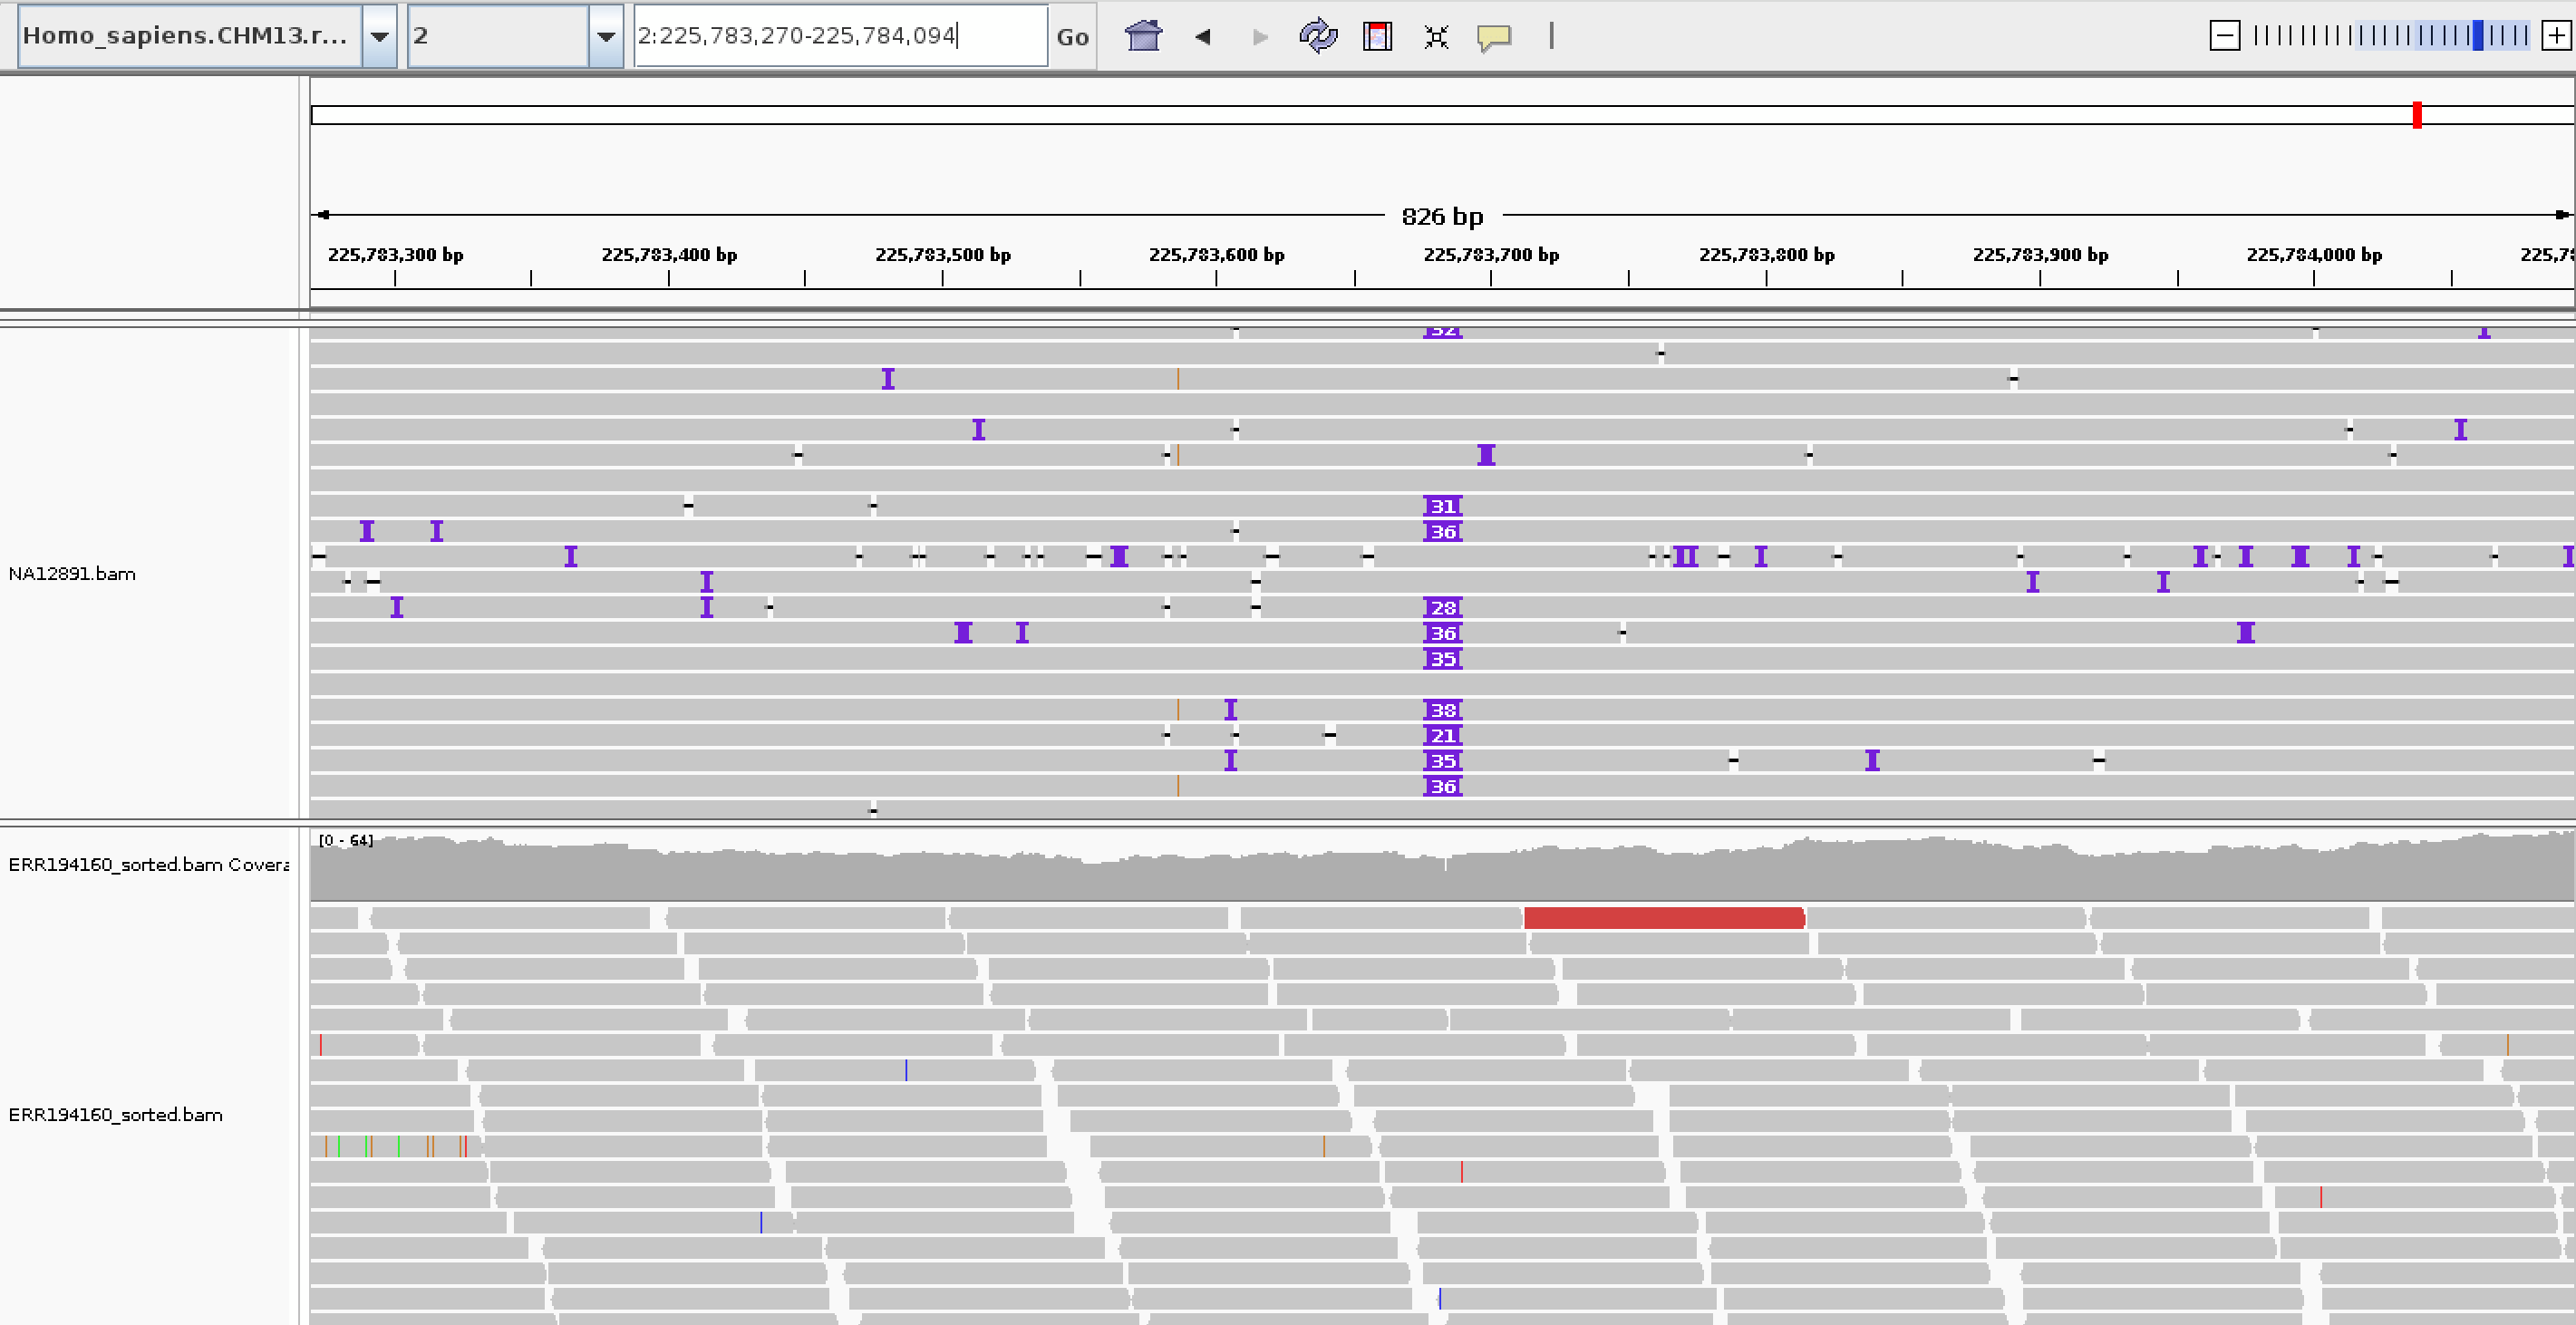 Homo_sapiens.CHM13.r... 2 2:225,783,270-225,784,094 Go
826 bp
225,783,300 bp 225,783,400 bp 225,783,500 bp 225,783,600 bp 225,783,700 bp 225,783,800 bp 225,783,900 bp 225,784,000 bp
31
36
NA12891.bam
28
36
35
38
21
35
36
[0 - 64]
ERR194160_sorted.bam Covera
ERR194160_sorted.bam